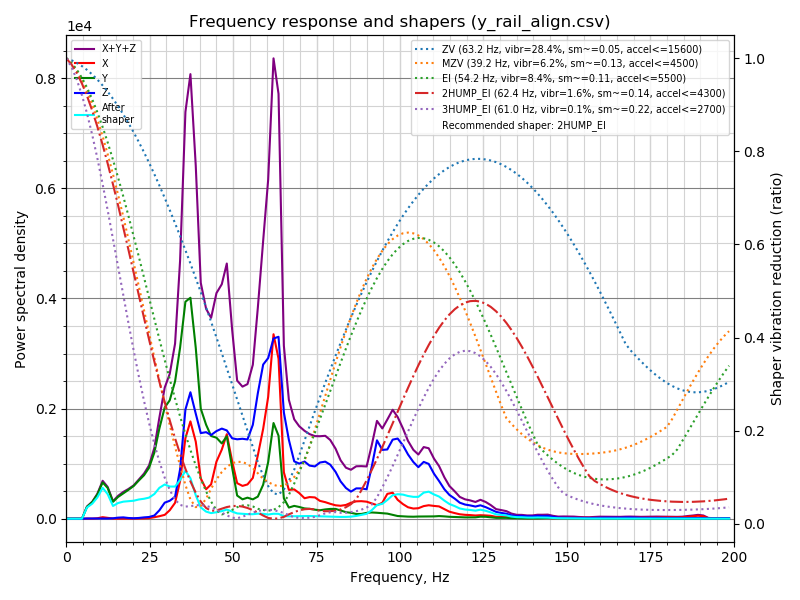 Frequency response and shapers (y_rail_align.csv)
1e4
X+Y+Z
X
Y
Z
After
shaper
ZV (63.2 Hz, vibr=28.4%, sm~=0.05, accel<=15600)
MZV (39.2 Hz, vibr=6.2%, sm~=0.13, accel<=4500)
EI (54.2 Hz, vibr=8.4%, sm~=0.11, accel<=5500)
2HUMP_EI (62.4 Hz, vibr=1.6%, sm~=0.14, accel<=4300)
3HUMP_EI (61.0 Hz, vibr=0.1%, sm~=0.22, accel<=2700)
Recommended shaper: 2HUMP_EI
Power spectral density
0.8
0.6
0.4
0.2
0.0
1.0
0.8
0.6
0.4
0.2
0.0
Shaper vibration reduction (ratio)
0 25 50 75 100 125 150 175 200
Frequency, Hz